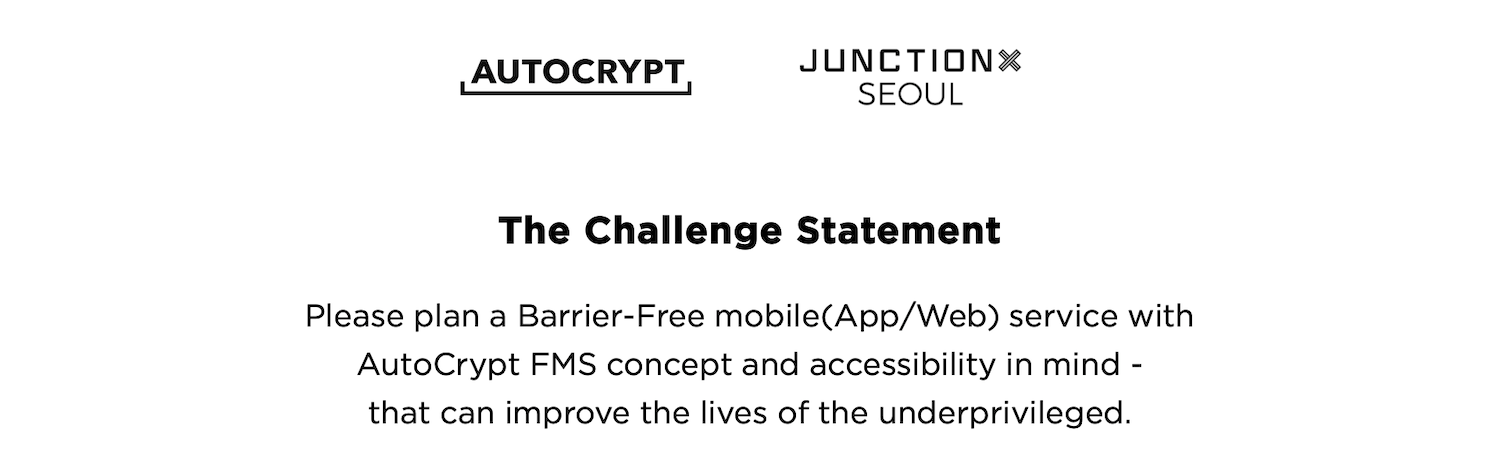 AUTOCRYPT
JUNCTIONX
SEOUL
The Challenge Statement
Please plan a Barrier-Free mobile(App/Web) service with
AutoCrypt FMS concept and accessibility in mind -
that can improve the lives of the underprivileged.